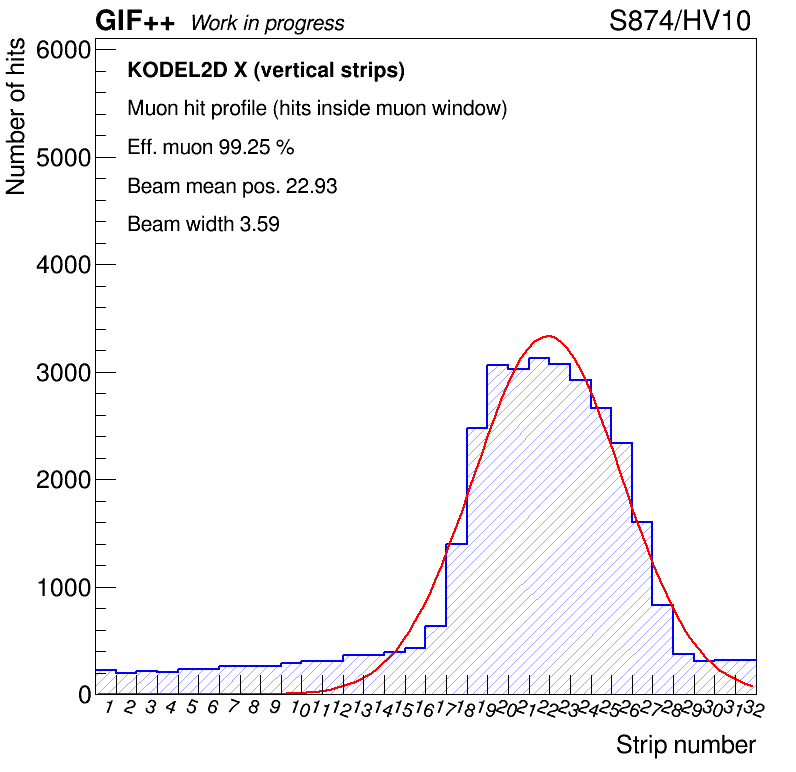 GIF++ Work in progress S874/HV10
Number of hits
6000
5000
4000
3000
2000
1000
0
KODEL2D X (vertical strips)
Muon hit profile (hits inside muon window)
Eff. muon 99.25 %
Beam mean pos. 22.93
Beam width 3.59
1 2 3 4 5 6 7 8 9 10 11 12 13 14 15 16 17 18 19 20 21 22 23 24 25 26 27 28 29 30 31 32
Strip number